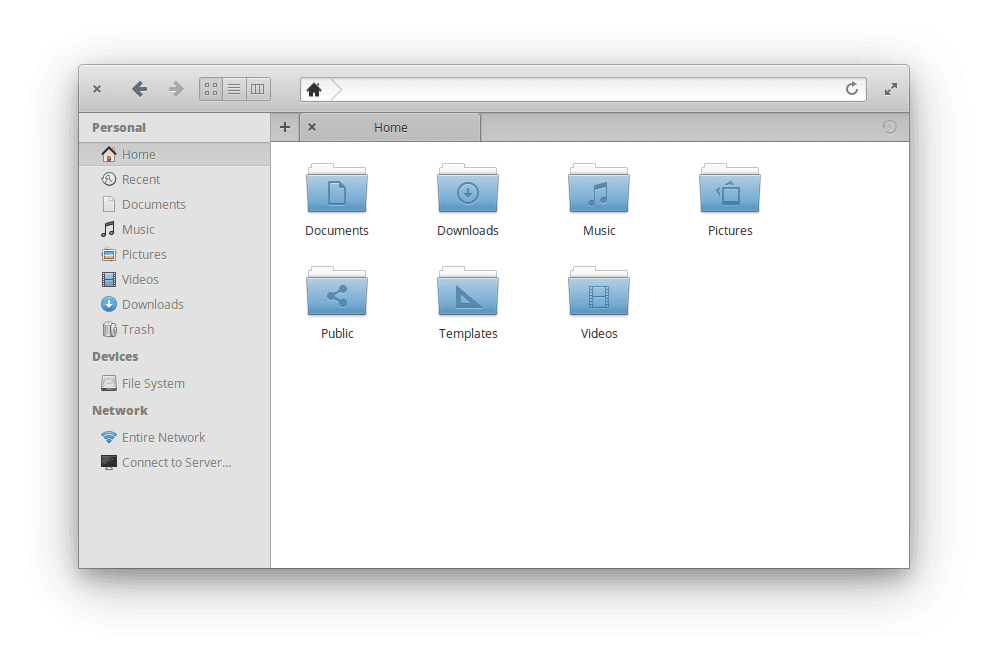 Personal
Home
Home
Recent
Documents
Music
Pictures
Videos
Downloads
Trash
Devices
File System
Network
Entire Network
Connect to Server...
Documents
Downloads
Music
Pictures
Public
Templates
Videos